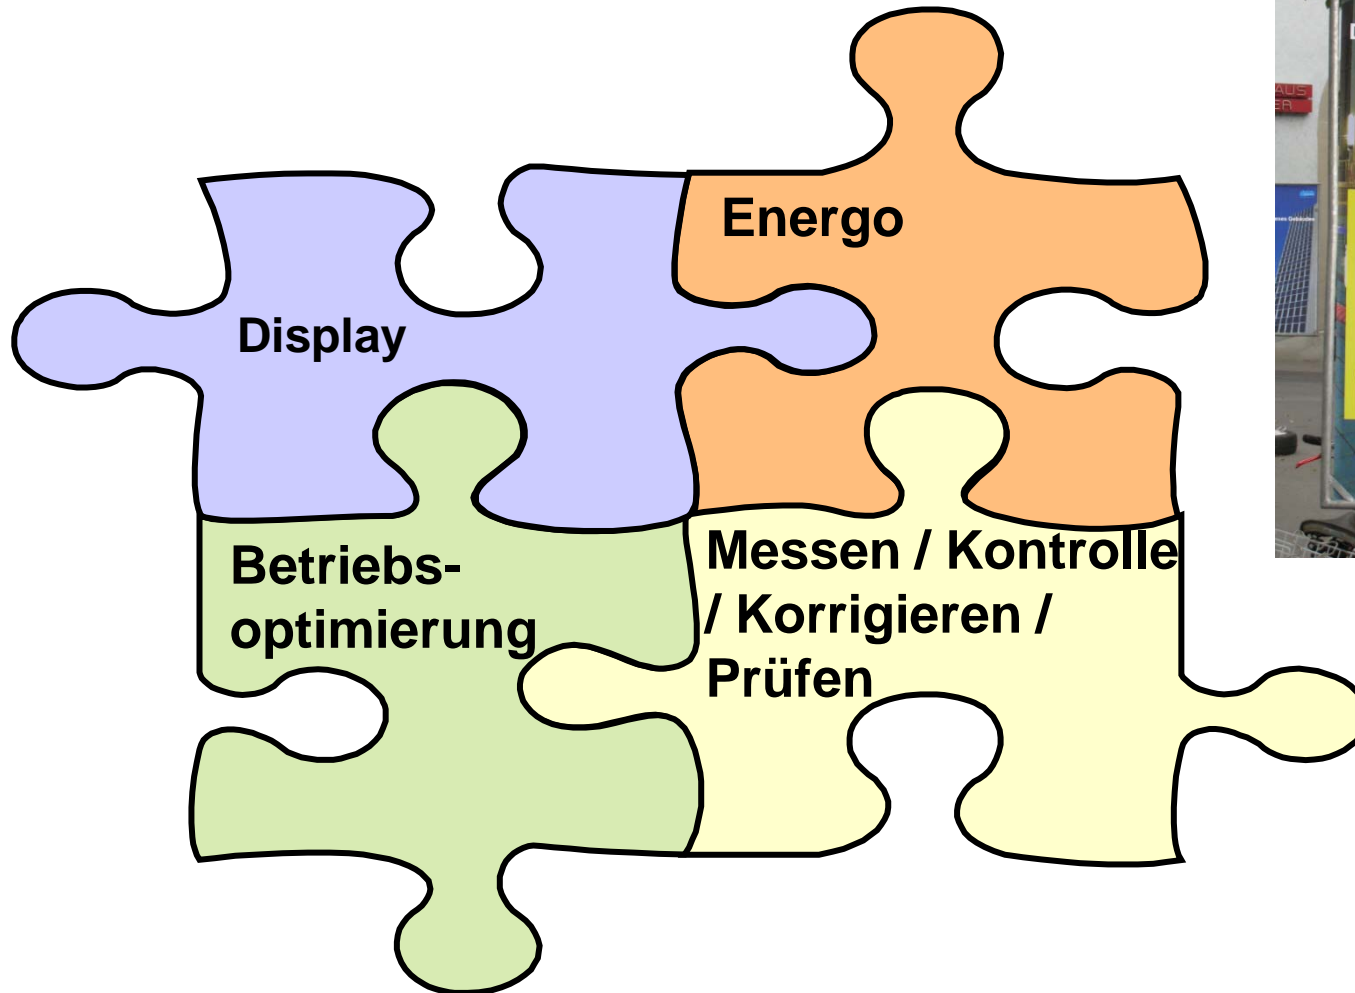 Energo
Display
Betriebs-
optimierung
Messen / Kontrolle
/ Korrigieren /
Prüfen